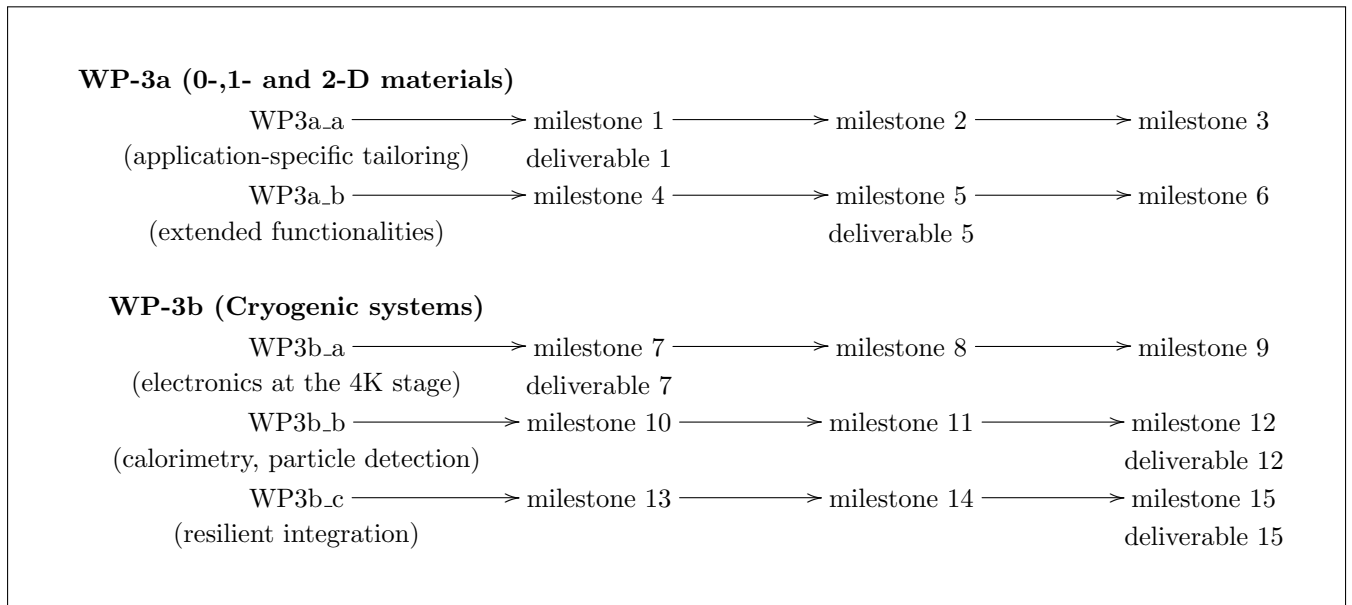 WP-3a (0-,1- and 2-D materials)
WP3a_a milestone 1 milestone 2 milestone 3
(application-specific tailoring) deliverable 1
WP3a_b milestone 4 milestone 5 milestone 6
(extended functionalities) deliverable 5
WP-3b (Cryogenic systems)
WP3b_a milestone 7 milestone 8 milestone 9
(electronics at the 4K stage) deliverable 7
WP3b_b milestone 10 milestone 11 milestone 12
(calorimetry, particle detection) deliverable 12
WP3b_c milestone 13 milestone 14 milestone 15
(resilient integration) deliverable 15